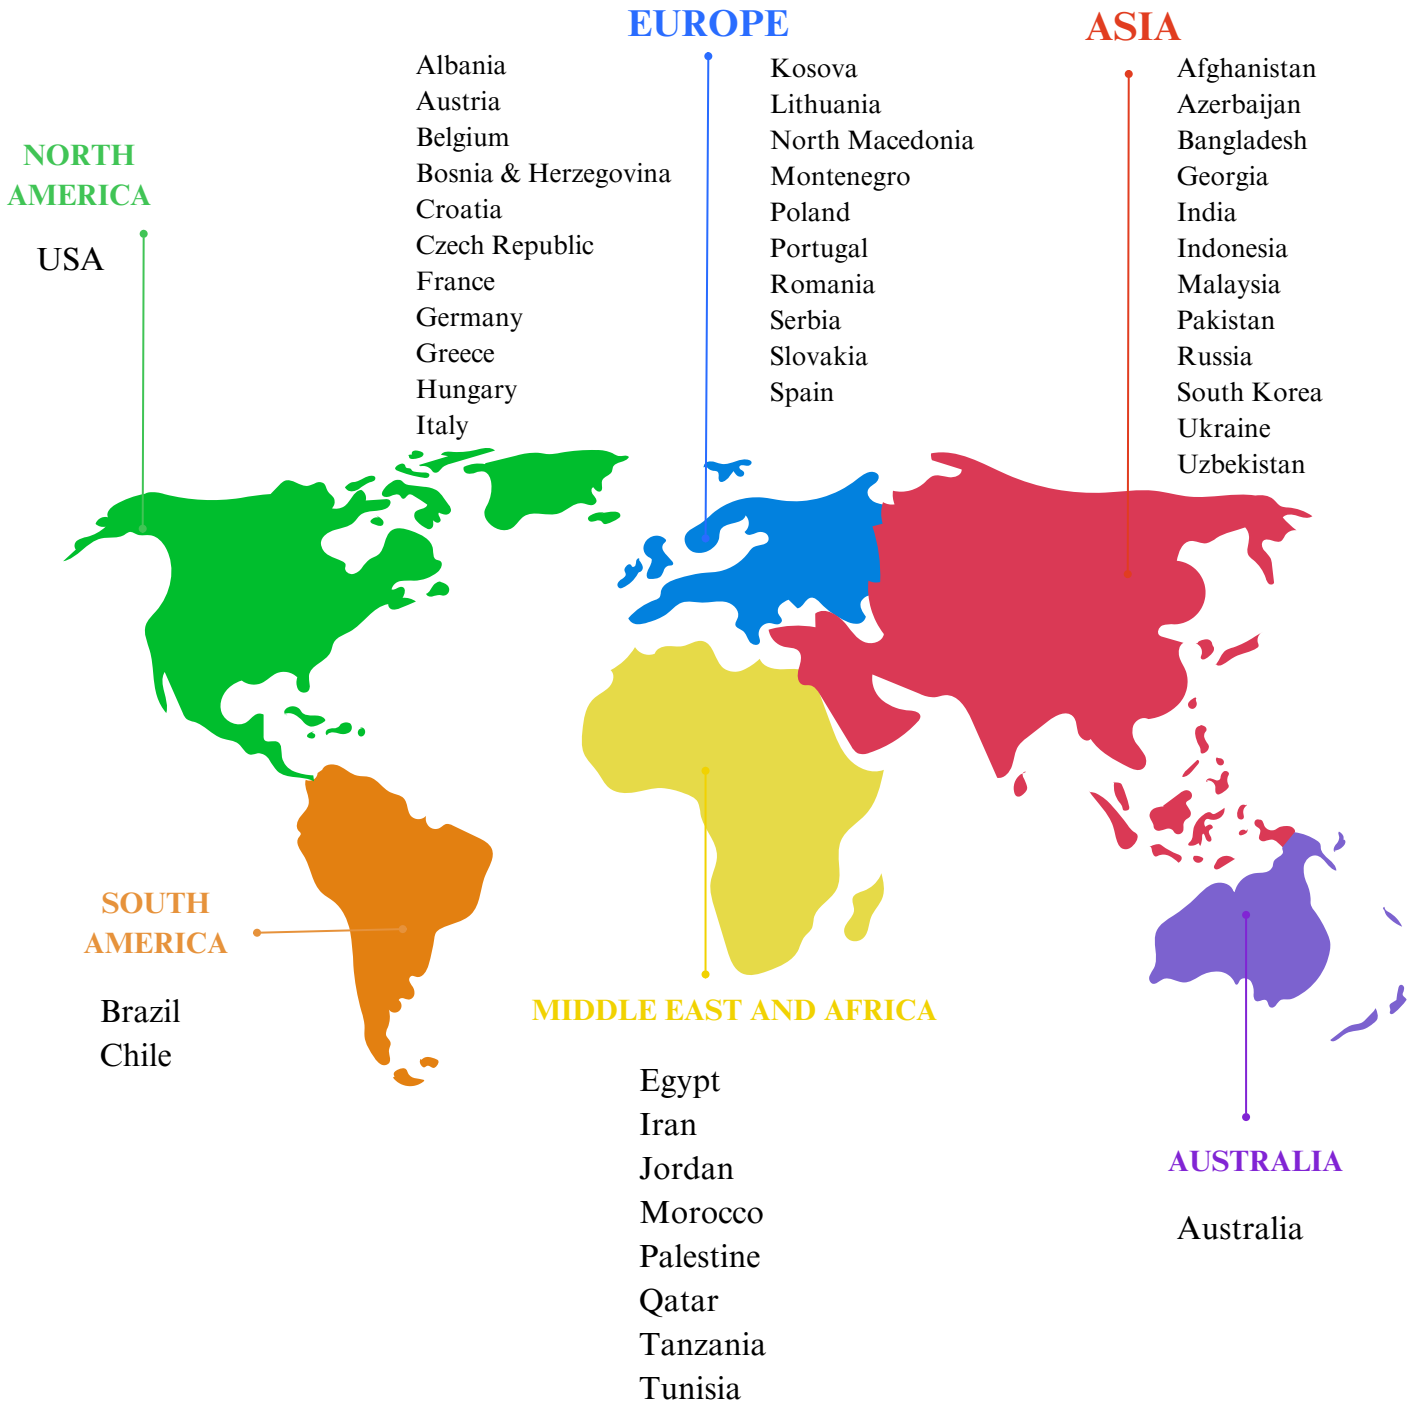 EUROPE
Albania
Austria
Belgium
Bosnia & Herzegovina
Croatia
Czech Republic
France
Germany
Greece
Hungary
Italy
Kosova
Lithuania
North Macedonia
Montenegro
Poland
Portugal
Romania
Serbia
Slovakia
Spain
ASIA
Afghanistan
Azerbaijan
Bangladesh
Georgia
India
Indonesia
Malaysia
Pakistan
Russia
South Korea
Ukraine
Uzbekistan
NORTH
AMERICA
USA
SOUTH
AMERICA
Brazil
Chile
MIDDLE EAST AND AFRICA
Egypt
Iran
Jordan
Morocco
Palestine
Qatar
Tanzania
Tunisia
AUSTRALIA
Australia